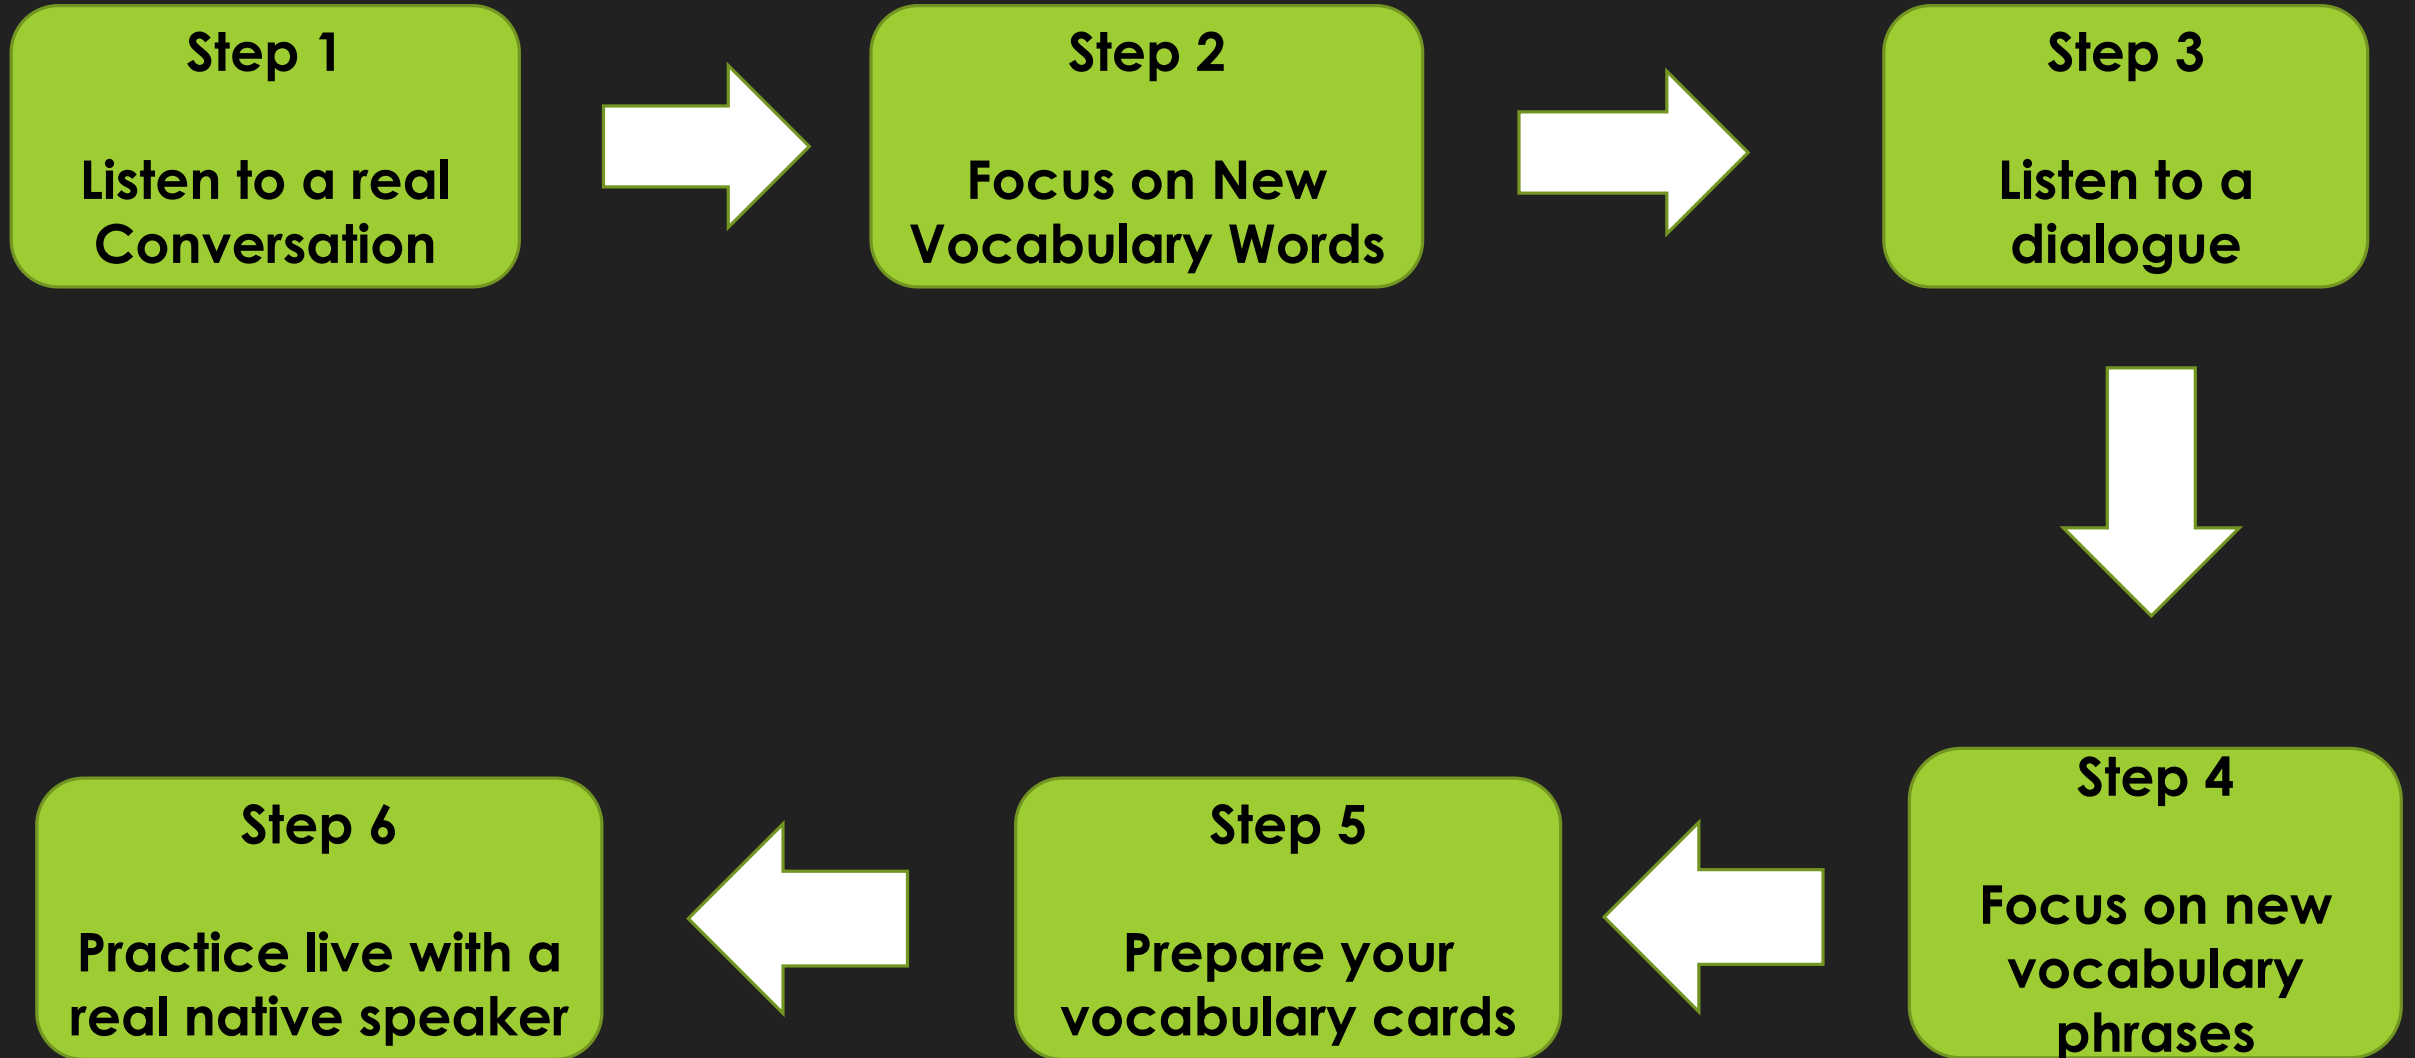 Step 1
Listen to a real
Conversation
Step 2
Focus on New
Vocabulary Words
Step 3
Listen to a
dialogue
Step 4
Focus on new
vocabulary
phrases
Step 5
Prepare your
vocabulary cards
Step 6
Practice live with a
real native speaker